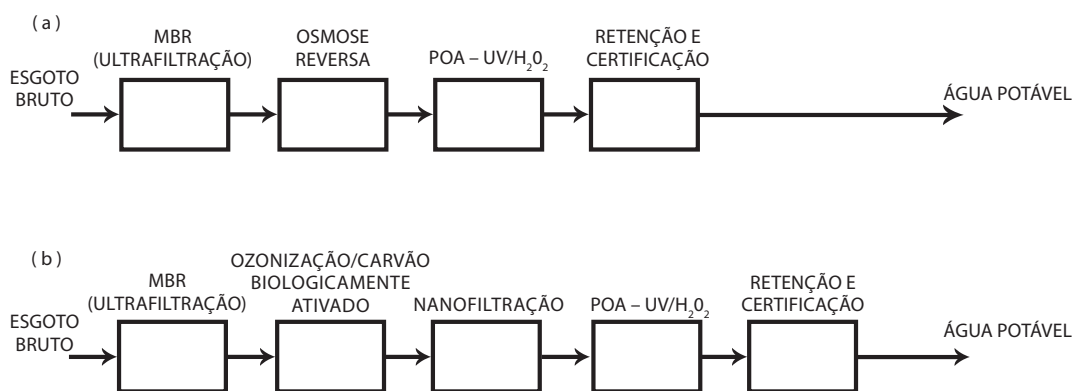 ( a )
MBR
(ULTRAFILTRAÇÃO)
OSMOSE
REVERSA
POA – UV/H₂0₂
RETENÇÃO E
CERTIFICAÇÃO
ESGOTO
BRUTO
ÁGUA POTÁVEL
( b )
MBR
(ULTRAFILTRAÇÃO)
OZONIZAÇÃO/CARVÃO
BIOLOGICAMENTE
ATIVADO
NANOFILTRAÇÃO
POA – UV/H₂0₂
RETENÇÃO E
CERTIFICAÇÃO
ESGOTO
BRUTO
ÁGUA POTÁVEL